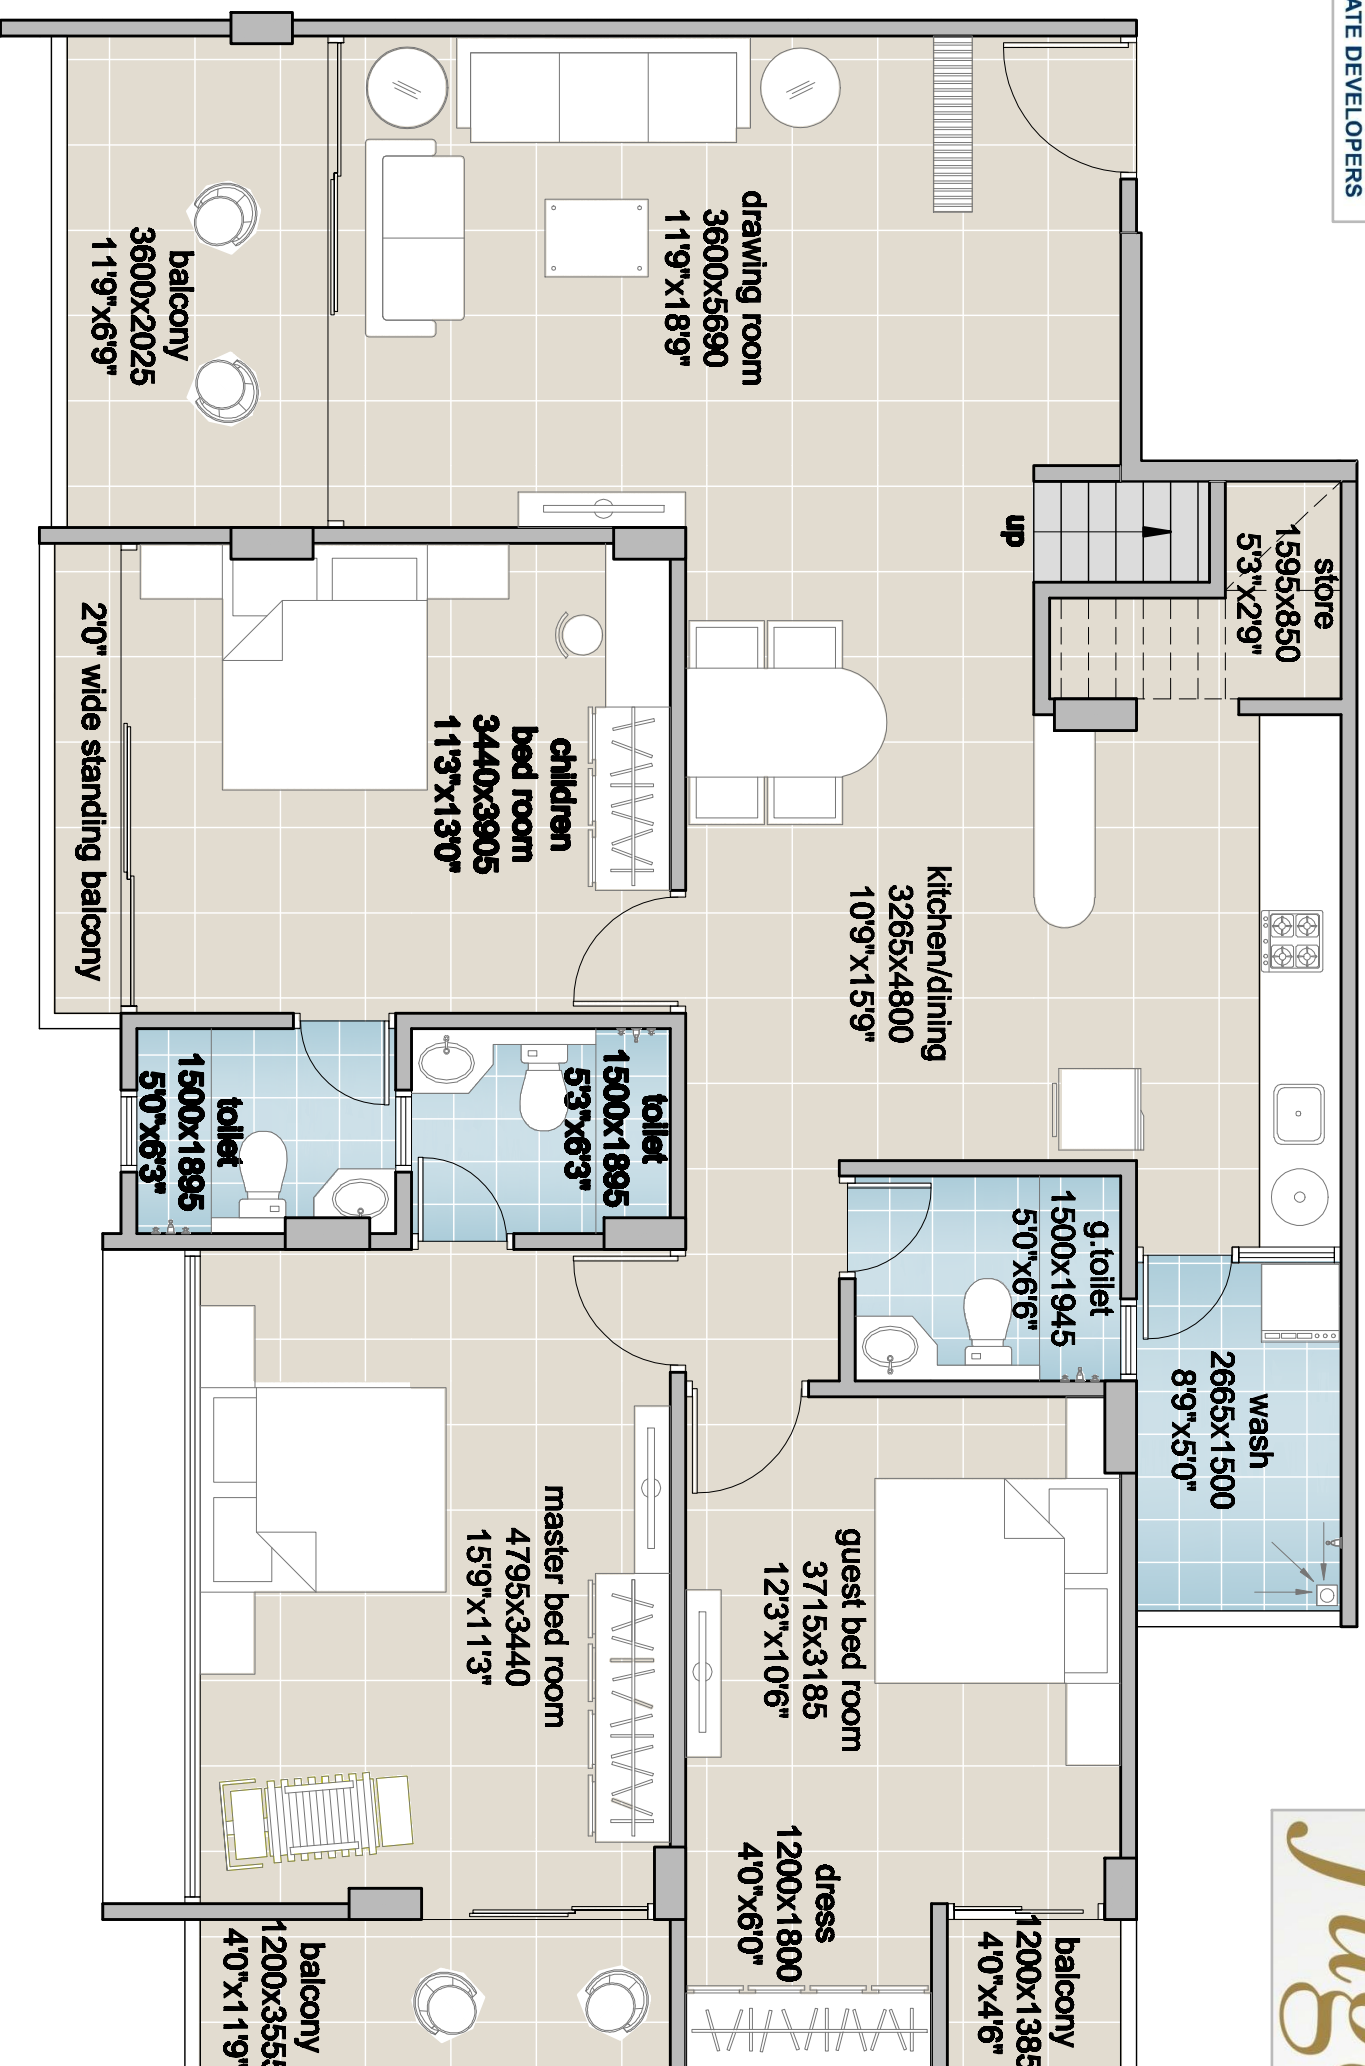 ATE DEVELOPERS
drawing room
3600x5690
11'9"x18'9"
balcony
3600x2025
11'9"x6'9"
up
store
1595x850
5'3"x2'9"
children
bed room
3440x3905
11'3"x13'0"
2'0" wide standing balcony
kitchen/dining
3265x4800
10'9"x15'9"
toilet
1500x1895
5'3"x6'3"
toilet
1500x1895
5'0"x6'3"
g.toilet
1500x1945
5'0"x6'6"
wash
2665x1500
8'9"x5'0"
master bed room
4795x3440
15'9"x11'3"
guest bed room
3715x3185
12'3"x10'6"
dress
1200x1800
4'0"x6'0"
balcony
1200x1385
4'0"x4'6"
balcony
1200x3555
4'0"x11'9"